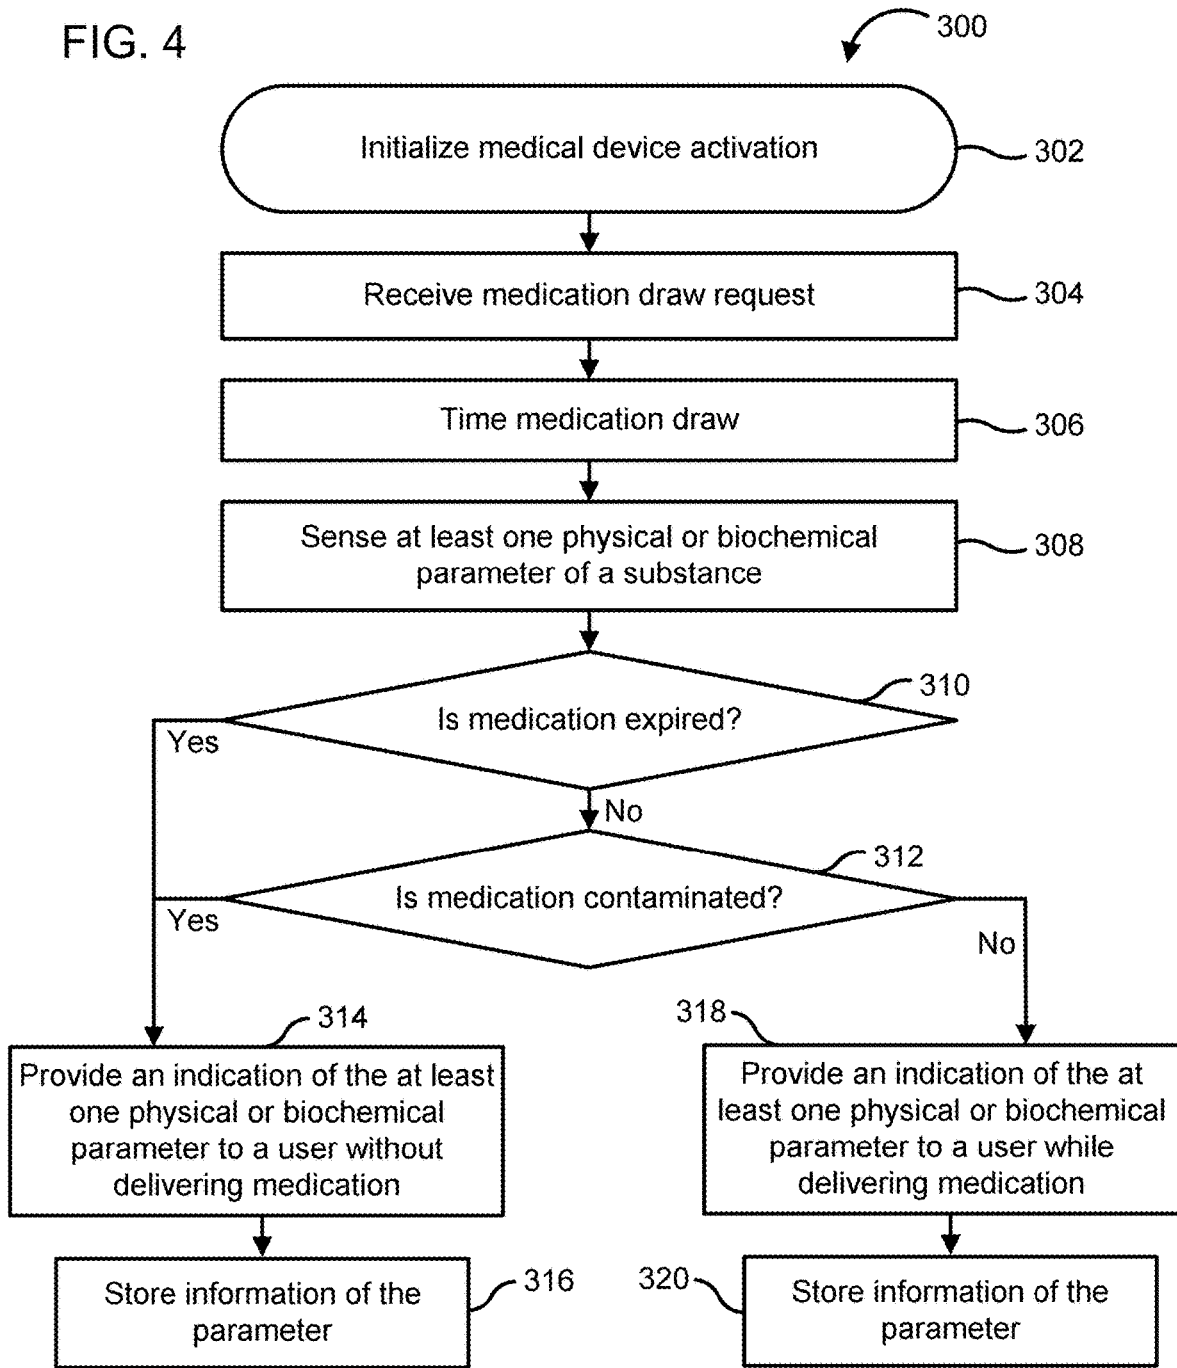 FIG. 4
300
Initialize medical device activation
302
Receive medication draw request
304
Time medication draw
306
Sense at least one physical or biochemical
parameter of a substance
308
Is medication expired?
310
Yes
No
Is medication contaminated?
312
Yes
No
314
Provide an indication of the at least
one physical or biochemical
parameter to a user without
delivering medication
318
Provide an indication of the at
least one physical or biochemical
parameter to a user while
delivering medication
Store information of the
parameter
316
320
Store information of the
parameter